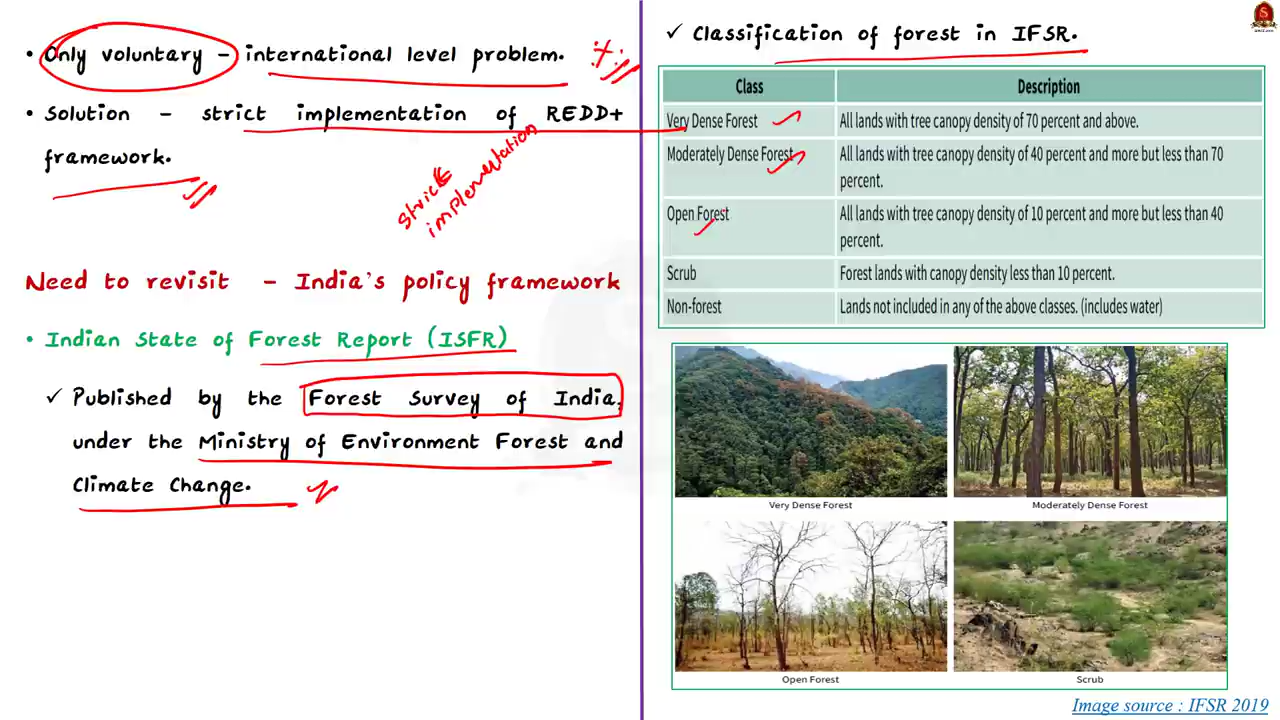 • Only voluntary – international level problem.
• Solution – strict implementation of REDD+
framework.
strict
implementation
Need to revisit – India's policy framework
• Indian State of Forest Report (ISFR)
✓ Published by the Forest Survey of India,
under the Ministry of Environment Forest and
Climate Change.
✓ Classification of forest in IFSR.
Class Description
Very Dense Forest All lands with tree canopy density of 70 percent and above.
Moderately Dense Forest All lands with tree canopy density of 40 percent and more but less than 70
percent.
Open Forest All lands with tree canopy density of 10 percent and more but less than 40
percent.
Scrub Forest lands with canopy density less than 10 percent.
Non-forest Lands not included in any of the above classes. (includes water)
Very Dense Forest Moderately Dense Forest
Open Forest Scrub
Image source : IFSR 2019